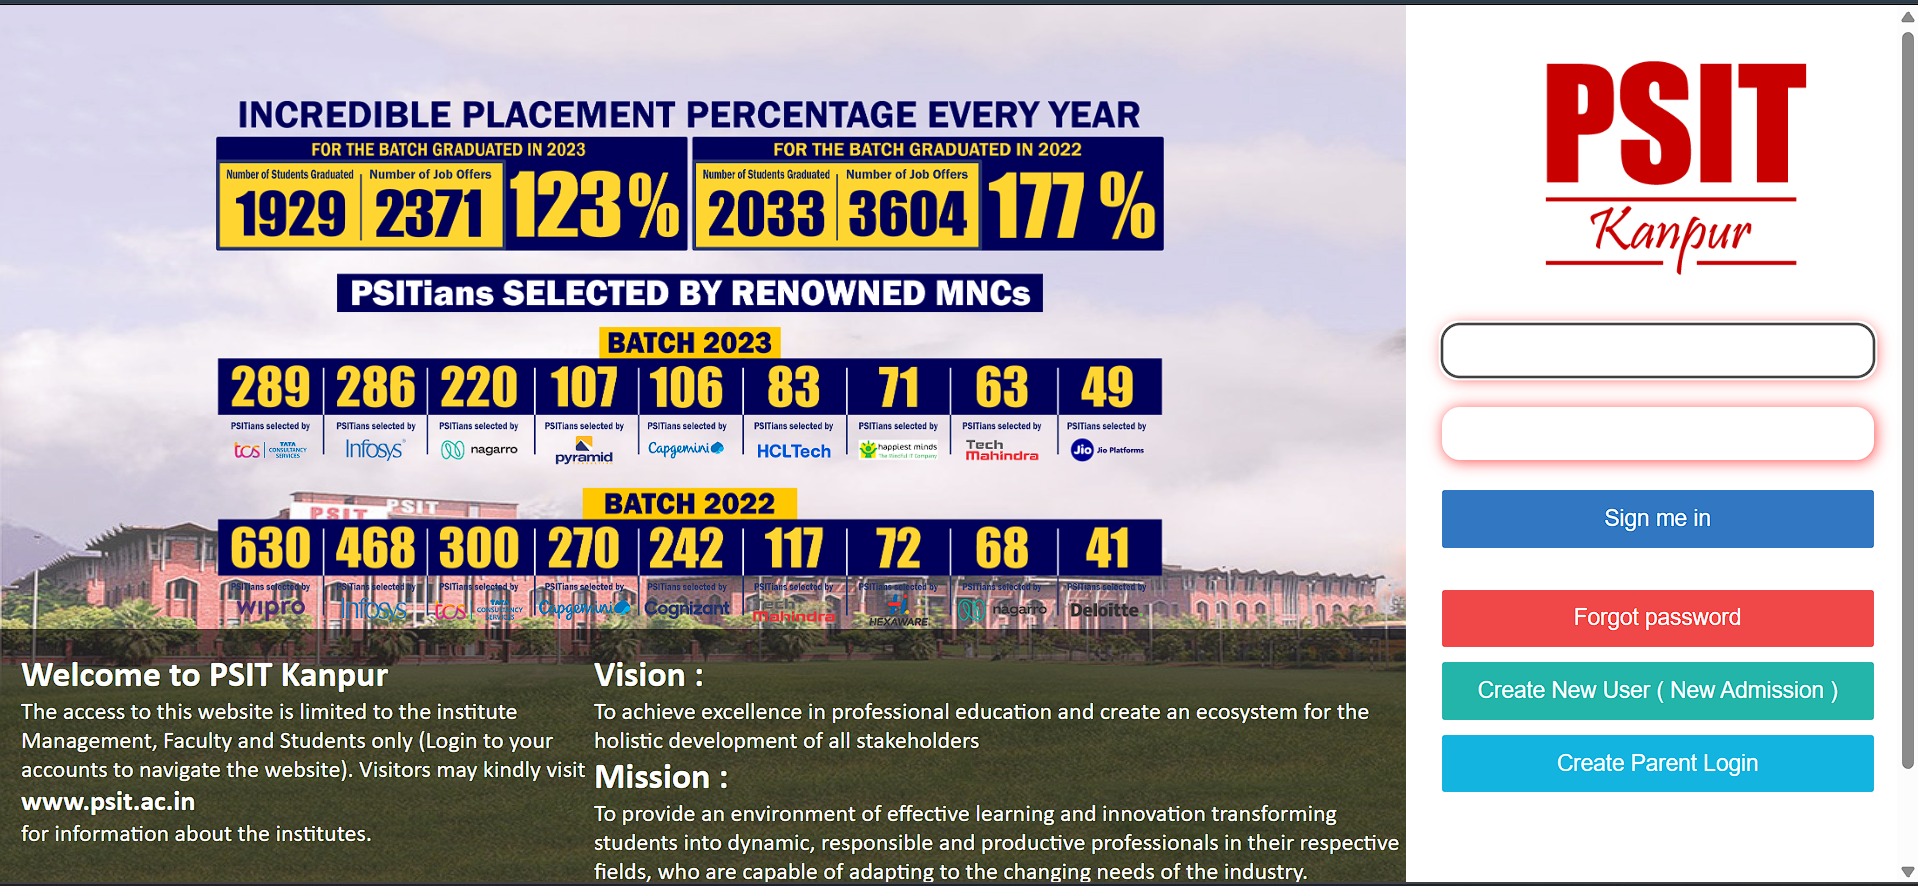 INCREDIBLE PLACEMENT PERCENTAGE EVERY YEAR
FOR THE BATCH GRADUATED IN 2023
Number of Students Graduated
1929
Number of Job Offers
2371
123%
FOR THE BATCH GRADUATED IN 2022
Number of Students Graduated
2033
Number of Job Offers
3604
177 %
PSITians SELECTED BY RENOWNED MNCs
BATCH 2023
289 286 220 107 106 83 71 63 49
PSITians selected by PSITians selected by PSITians selected by PSITians selected by PSITians selected by PSITians selected by PSITians selected by PSITians selected by PSITians selected by
tcs TATA CONSULTANCY SERVICES Infosys nagarro pyramid Capgemini HCLTech happiest minds The Mindful IT Company Tech Mahindra Jio Jio Platforms
PSIT PSIT
BATCH 2022
630 468 300 270 242 117 72 68 41
PSITians selected by PSITians selected by PSITians selected by PSITians selected by PSITians selected by PSITians selected by PSITians selected by PSITians selected by PSITians selected by
wipro Infosys tcs TATA CONSULTANCY SERVICES Capgemini Cognizant Tech Mahindra HEXAWARE nagarro Deloitte
Welcome to PSIT Kanpur
The access to this website is limited to the institute
Management, Faculty and Students only (Login to your
accounts to navigate the website). Visitors may kindly visit
www.psit.ac.in
for information about the institutes.
Vision :
To achieve excellence in professional education and create an ecosystem for the
holistic development of all stakeholders
Mission :
To provide an environment of effective learning and innovation transforming
students into dynamic, responsible and productive professionals in their respective
fields, who are capable of adapting to the changing needs of the industry.
PSIT
Kanpur
Sign me in
Forgot password
Create New User ( New Admission )
Create Parent Login